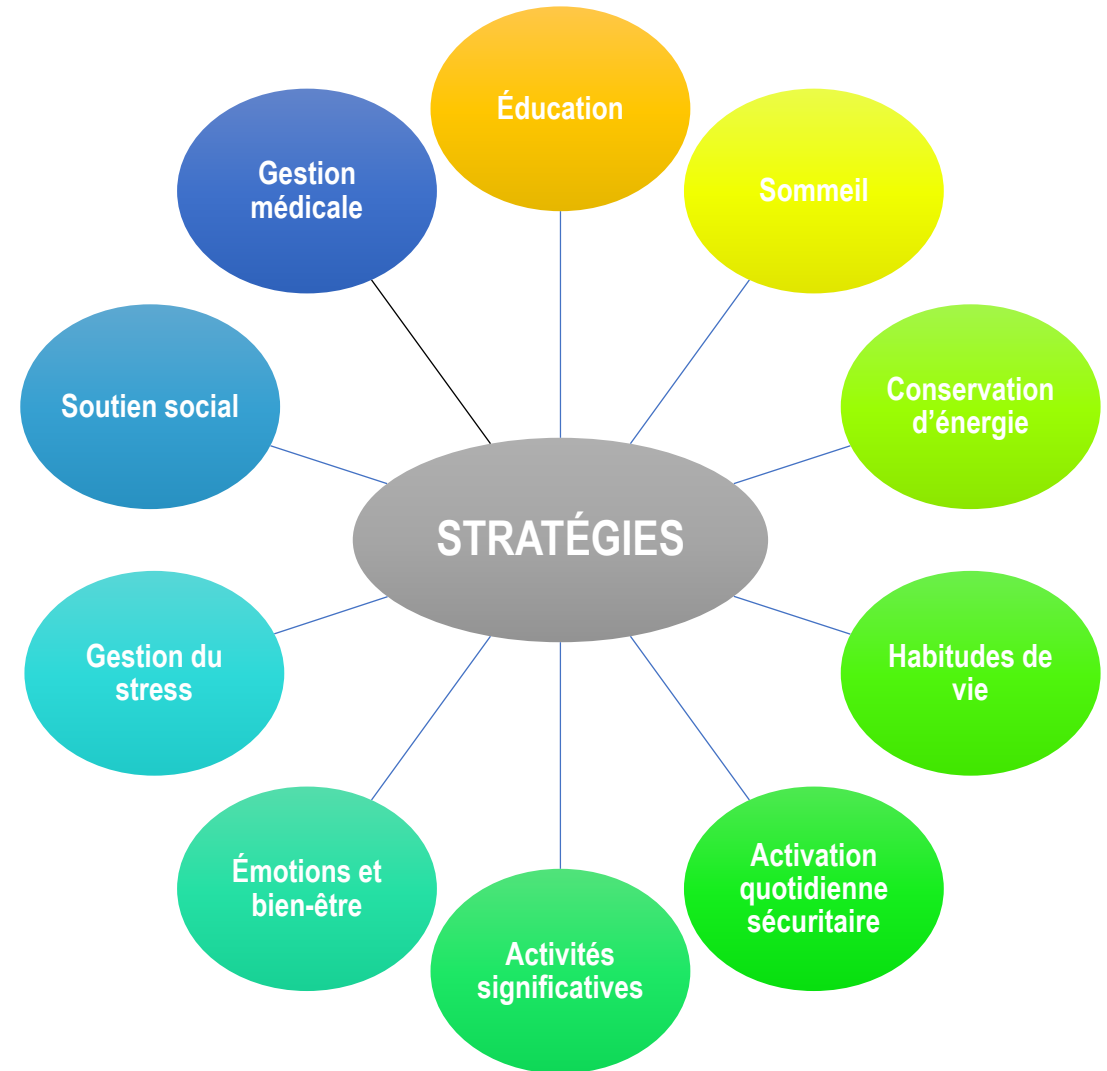 Éducation
Sommeil
Conservation
d’énergie
Habitudes de
vie
Activation
quotidienne
sécuritaire
Activités
significatives
Émotions et
bien-être
Gestion du
stress
Soutien social
Gestion
médicale
STRATÉGIES